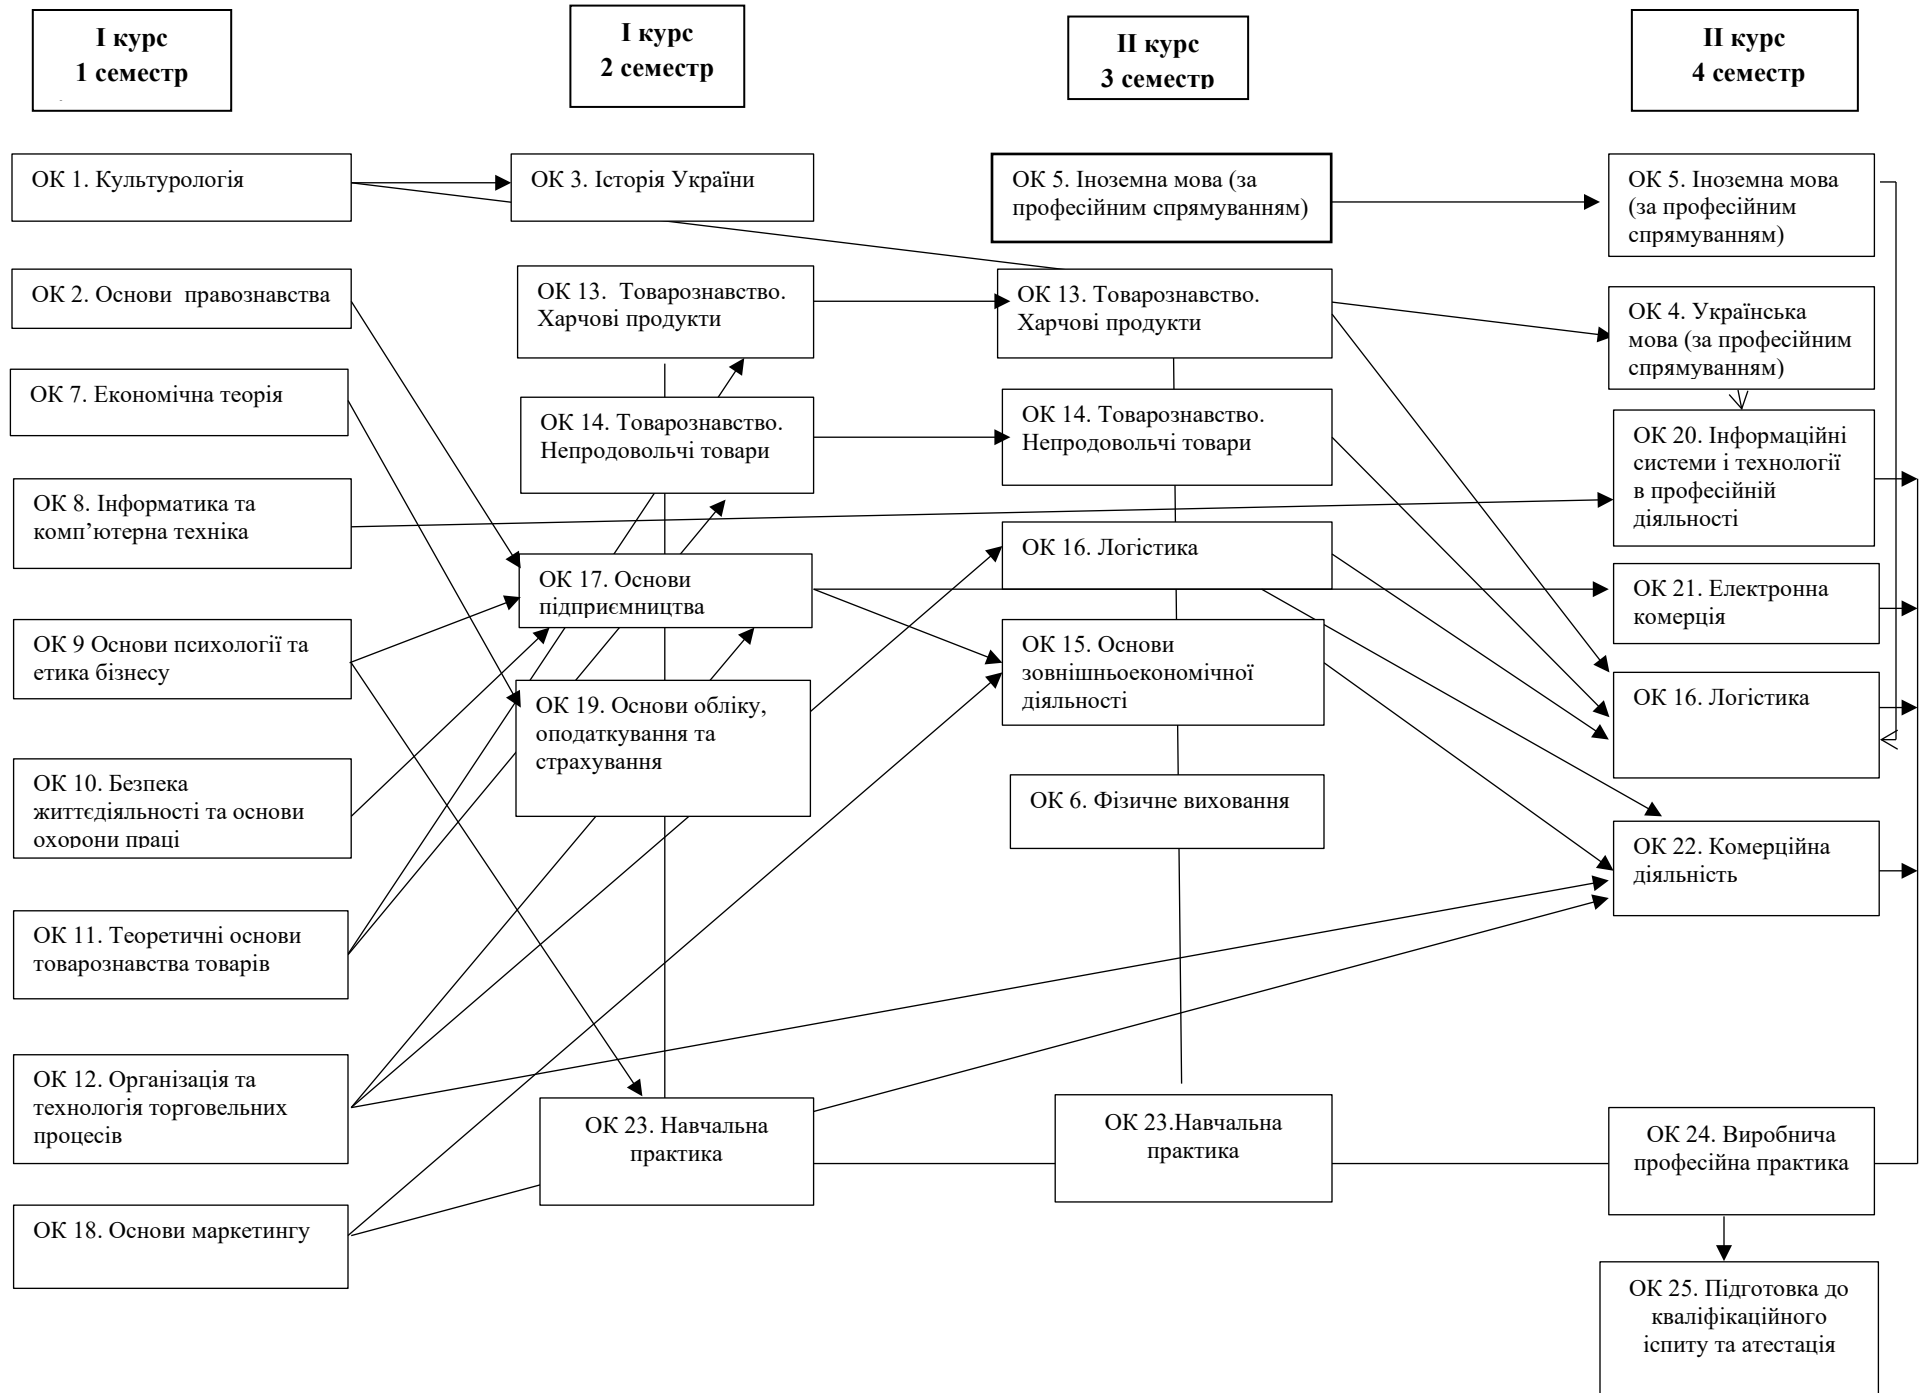 І курс
1 семестр
І курс
2 семестр
ІІ курс
3 семестр
ІІ курс
4 семестр
ОК 1. Культурологія
ОК 2. Основи правознавства
ОК 7. Економічна теорія
ОК 8. Інформатика та
комп’ютерна техніка
ОК 9 Основи психології та
етика бізнесу
ОК 10. Безпека
життєдіяльності та основи
охорони праці
ОК 11. Теоретичні основи
товарознавства товарів
ОК 12. Організація та
технологія торговельних
процесів
ОК 18. Основи маркетингу
ОК 3. Історія України
ОК 13. Товарознавство.
Харчові продукти
ОК 14. Товарознавство.
Непродовольчі товари
ОК 17. Основи
підприємництва
ОК 19. Основи обліку,
оподаткування та
страхування
ОК 23. Навчальна
практика
ОК 5. Іноземна мова (за
професійним спрямуванням)
ОК 13. Товарознавство.
Харчові продукти
ОК 14. Товарознавство.
Непродовольчі товари
ОК 16. Логістика
ОК 15. Основи
зовнішньоекономічної
діяльності
ОК 6. Фізичне виховання
ОК 23.Навчальна
практика
ОК 5. Іноземна мова
(за професійним
спрямуванням)
ОК 4. Українська
мова (за професійним
спрямуванням)
ОК 20. Інформаційні
системи і технології
в професійній
діяльності
ОК 21. Електронна
комерція
ОК 16. Логістика
ОК 22. Комерційна
діяльність
ОК 24. Виробнича
професійна практика
ОК 25. Підготовка до
кваліфікаційного
іспиту та атестація